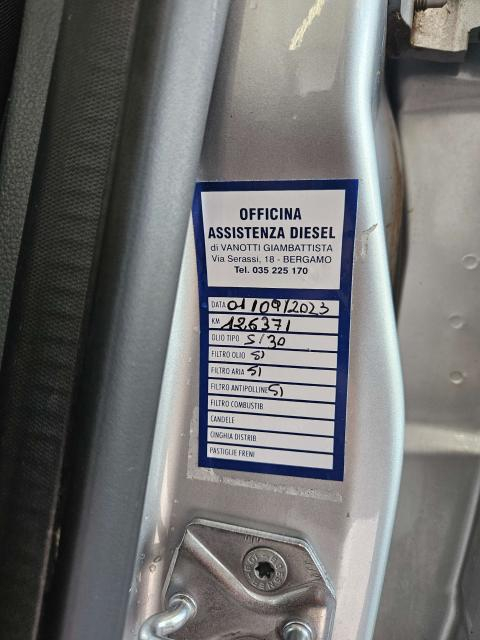 OFFICINA
ASSISTENZA DIESEL
di VANOTTI GIAMBATTISTA
Via Serassi, 18 - BERGAMO
Tel. 035 225 170
DATA 01/09/2023
KM 126371
OLIO TIPO 5/30
FILTRO OLIO SI
FILTRO ARIA SI
FILTRO ANTIPOLLINE SI
FILTRO COMBUSTIB
CANDELE
CINGHIA DISTRIB
PASTIGLIE FRENI